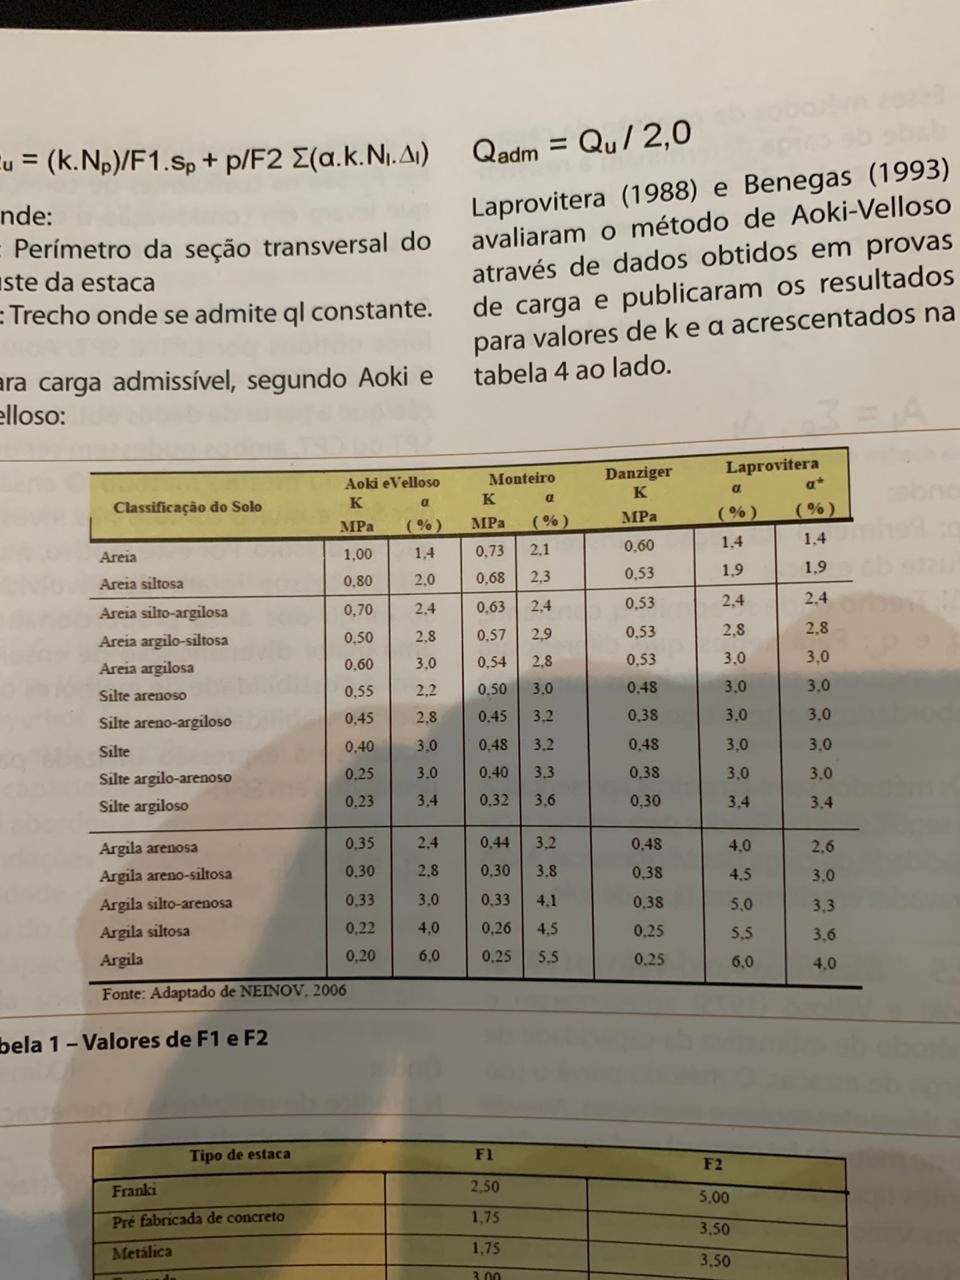 u = (k.Np)/F1.sp + p/F2 Σ(α.k.Nl.Δl)
nde:
: Perímetro da seção transversal do
uste da estaca
: Trecho onde se admite ql constante.
ara carga admissível, segundo Aoki e
elloso:
Qadm = Qu / 2,0
Laprovitera (1988) e Benegas (1993)
avaliaram o método de Aoki-Velloso
através de dados obtidos em provas
de carga e publicaram os resultados
para valores de k e α acrescentados na
tabela 4 ao lado.
Classificação do Solo Aoki eVelloso Monteiro Danziger Laprovitera
K α K α K α α*
MPa (%) MPa (%) MPa (%) (%)
Areia 1,00 1,4 0,73 2,1 0,60 1,4 1,4
Areia siltosa 0,80 2,0 0,68 2,3 0,53 1,9 1,9
Areia silto-argilosa 0,70 2,4 0,63 2,4 0,53 2,4 2,4
Areia argilo-siltosa 0,50 2,8 0,57 2,9 0,53 2,8 2,8
Areia argilosa 0,60 3,0 0,54 2,8 0,53 3,0 3,0
Silte arenoso 0,55 2,2 0,50 3,0 0,48 3,0 3,0
Silte areno-argiloso 0,45 2,8 0,45 3,2 0,38 3,0 3,0
Silte 0,40 3,0 0,48 3,2 0,48 3,0 3,0
Silte argilo-arenoso 0,25 3,0 0,40 3,3 0,38 3,0 3,0
Silte argiloso 0,23 3,4 0,32 3,6 0,30 3,4 3,4
Argila arenosa 0,35 2,4 0,44 3,2 0,48 4,0 2,6
Argila areno-siltosa 0,30 2,8 0,30 3,8 0,38 4,5 3,0
Argila silto-arenosa 0,33 3,0 0,33 4,1 0,38 5,0 3,3
Argila siltosa 0,22 4,0 0,26 4,5 0,25 5,5 3,6
Argila 0,20 6,0 0,25 5,5 0,25 6,0 4,0
Fonte: Adaptado de NEINOV, 2006
bela 1 – Valores de F1 e F2
Tipo de estaca F1 F2
Franki 2,50 5,00
Pré fabricada de concreto 1,75 3,50
Metálica 1,75 3,50
3,00